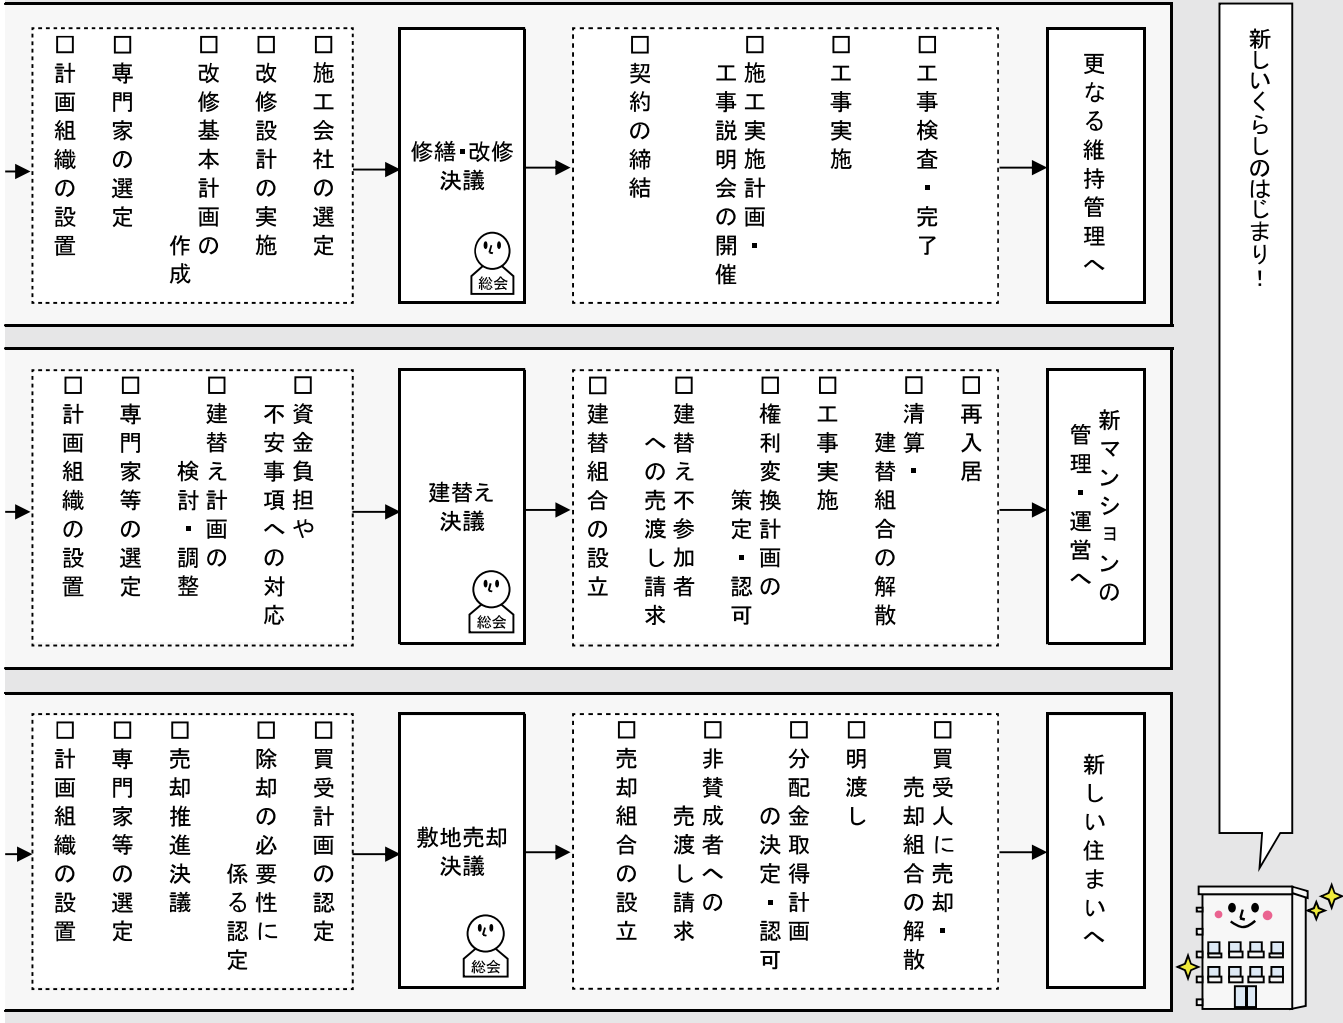 □計画組織の設置
□専門家の選定
□改修基本計画の
作成
□改修設計の実施
□施工会社の選定
修繕・改修
決議
総会
□契約の締結
□施工実施計画・
工事説明会の開催
□工事実施
□工事検査・完了
更なる維持管理へ
□計画組織の設置
□専門家等の選定
□建替え計画の
検討・調整
□資金負担や
不安事項への対応
建替え
決議
総会
□建替組合の設立
□建替え不参加者
への売渡し請求
□権利変換計画の
策定・認可
□工事実施
□清算・
建替組合の解散
□再入居
新マンションの
管理・運営へ
□計画組織の設置
□専門家等の選定
□売却推進決議
□除却の必要性に
係る認定
□買受計画の認定
敷地売却
決議
総会
□売却組合の設立
□非賛成者への
売渡し請求
□分配金取得計画
の決定・認可
□明渡し
□買受人に売却・
売却組合の解散
新しい住まいへ
新しいくらしのはじまり！